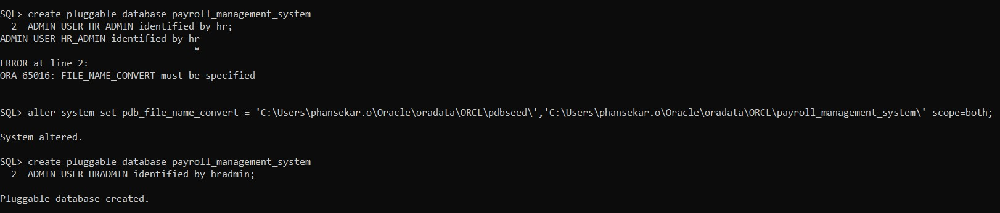 SQL> create pluggable database payroll_management_system
  2  ADMIN USER HR_ADMIN identified by hr;
ADMIN USER HR_ADMIN identified by hr
                                   *
ERROR at line 2:
ORA-65016: FILE_NAME_CONVERT must be specified
SQL> alter system set pdb_file_name_convert = 'C:\Users\phansekar.o\Oracle\oradata\ORCL\pdbseed\','C:\Users\phansekar.o\Oracle\oradata\ORCL\payroll_management_system\' scope=both;
System altered.
SQL> create pluggable database payroll_management_system
  2  ADMIN USER HRADMIN identified by hradmin;
Pluggable database created.